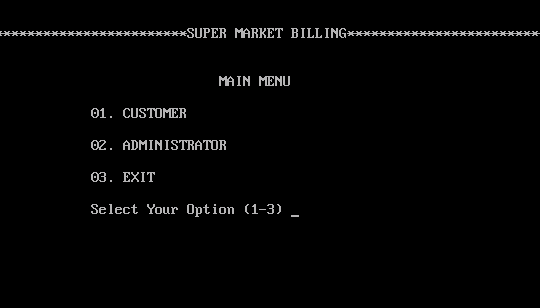 ***********************SUPER MARKET BILLING************************
MAIN MENU
01. CUSTOMER
02. ADMINISTRATOR
03. EXIT
Select Your Option (1-3) _